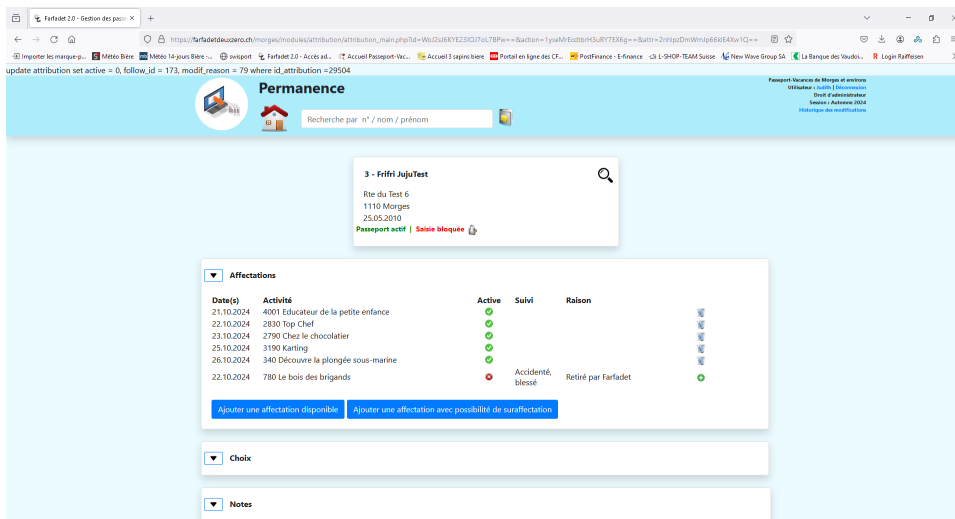 Farfadet 2.0 - Gestion des passe
https://farfadetdeuxzero.ch/morges/modules/attribution/attribution_main.php?
Importer les marque-p...
Météo Bière
Météo 14-jours Bière -...
swisport
Farfadet 2.0 - Accès ad...
Accueil Passeport-Vac...
Accueil 3 sapins biere
Portail en ligne des CF...
PostFinance - E-finance
L-SHOP-TEAM Suisse
New Wave Group SA
La Banque des Vaudoi...
Login Raiffeisen
update attribution set active = 0, follow_id = 173, modif_reason = 79 where id_attribution =29504
Permanence
Recherche par n° / nom / prénom
Passeport-Vacances de Morges et environs
Utilisateur : Judith | Déconnexion
Droit d'administrateur
Session : Automne 2024
Historique des modifications
3 - Frifri JujuTest
Rte du Test 6
1110 Morges
25.05.2010
Passeport actif | Saisie bloquée
Affectations
Date(s) Activité Active Suivi Raison
21.10.2024 4001 Educateur de la petite enfance
22.10.2024 2830 Top Chef
23.10.2024 2790 Chez le chocolatier
25.10.2024 3190 Karting
26.10.2024 340 Découvre la plongée sous-marine
22.10.2024 780 Le bois des brigands Accidenté, blessé Retiré par Farfadet
Ajouter une affectation disponible
Ajouter une affectation avec possibilité de suraffectation
Choix
Notes